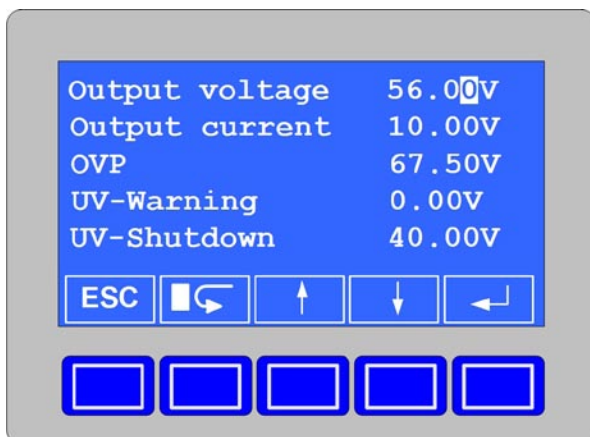 Output voltage 56.00V
Output current 10.00V
OVP 67.50V
UV-Warning 0.00V
UV-Shutdown 40.00V
ESC